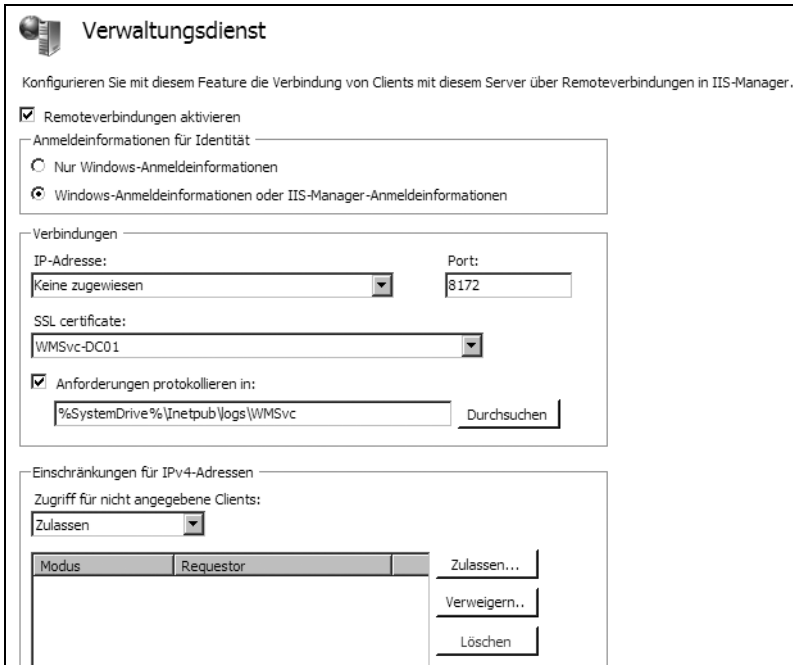 Verwaltungsdienst
Konfigurieren Sie mit diesem Feature die Verbindung von Clients mit diesem Server über Remoteverbindungen in IIS-Manager.
Remoteverbindungen aktivieren
Anmeldeinformationen für Identität
Nur Windows-Anmeldeinformationen
Windows-Anmeldeinformationen oder IIS-Manager-Anmeldeinformationen
Verbindungen
IP-Adresse: Port:
Keine zugewiesen 8172
SSL certificate:
WMSvc-DC01
Anforderungen protokollieren in:
%SystemDrive%\Inetpub\logs\WMSvc Durchsuchen
Einschränkungen für IPv4-Adressen
Zugriff für nicht angegebene Clients:
Zulassen
Modus Requestor Zulassen...
Verweigern..
Löschen